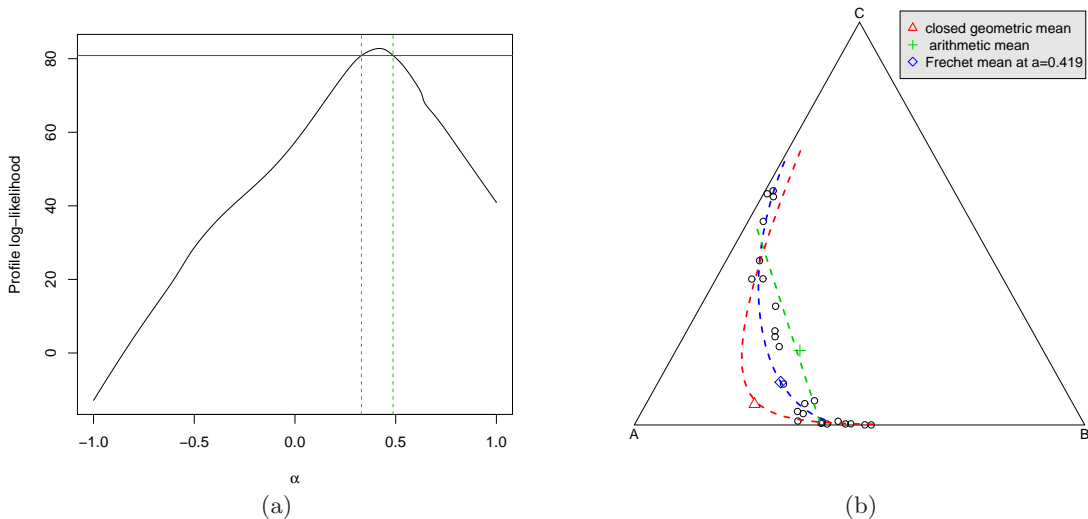 Profile log−likelihood
80
60
40
20
0
−1.0 −0.5 0.0 0.5 1.0
α
(a)
C
closed geometric mean
arithmetic mean
Frechet mean at a=0.419
A B
(b)